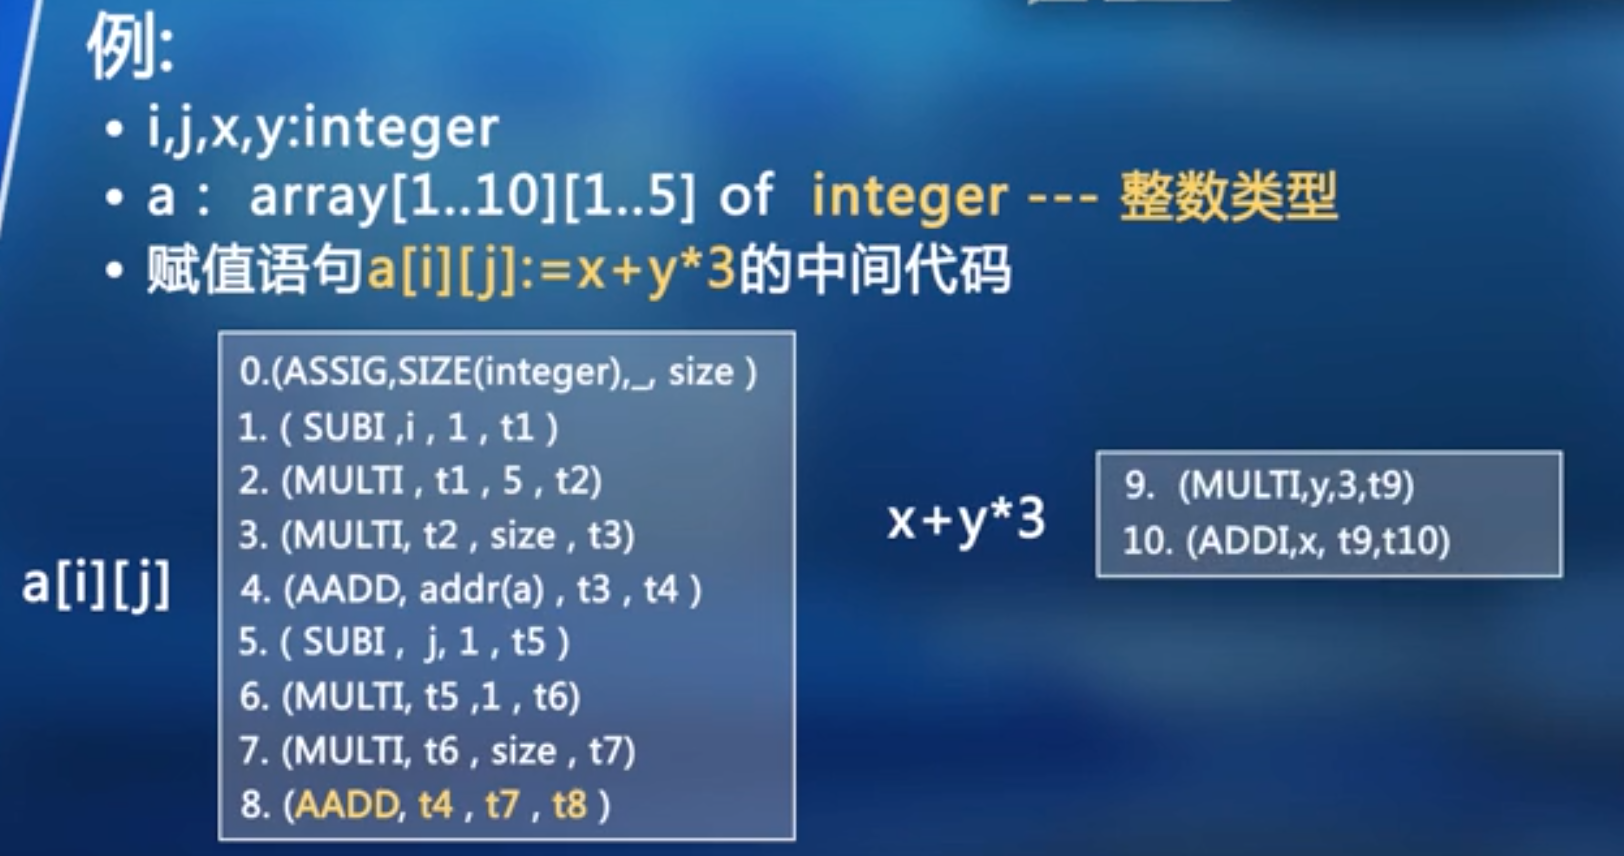 例:
• i,j,x,y:integer
• a : array[1..10][1..5] of integer --- 整数类型
• 赋值语句a[i][j]:=x+y*3的中间代码
a[i][j]
0.(ASSIG,SIZE(integer),_, size )
1. ( SUBI ,i , 1 , t1 )
2. (MULTI , t1 , 5 , t2)
3. (MULTI, t2 , size , t3)
4. (AADD, addr(a) , t3 , t4 )
5. ( SUBI , j, 1 , t5 )
6. (MULTI, t5 ,1 , t6)
7. (MULTI, t6 , size , t7)
8. (AADD, t4 , t7 , t8 )
x+y*3
9. (MULTI,y,3,t9)
10. (ADDI,x, t9,t10)